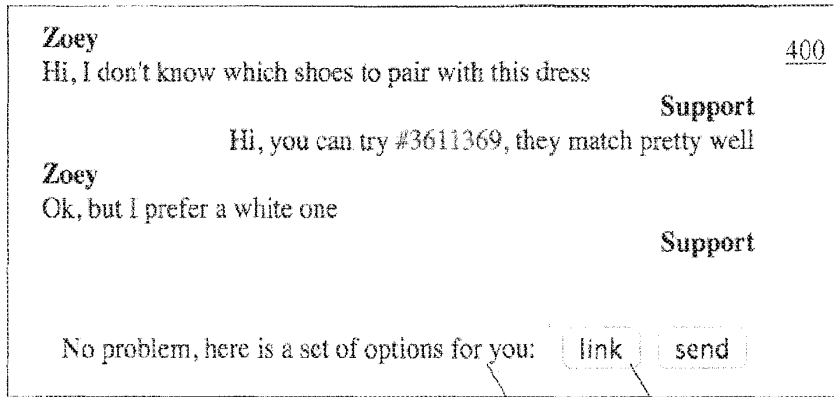 Zoey
400
Hi, I don't know which shoes to pair with this dress
Support
Hi, you can try #3611369, they match pretty well
Zoey
Ok, but I prefer a white one
Support
No problem, here is a set of options for you: link send